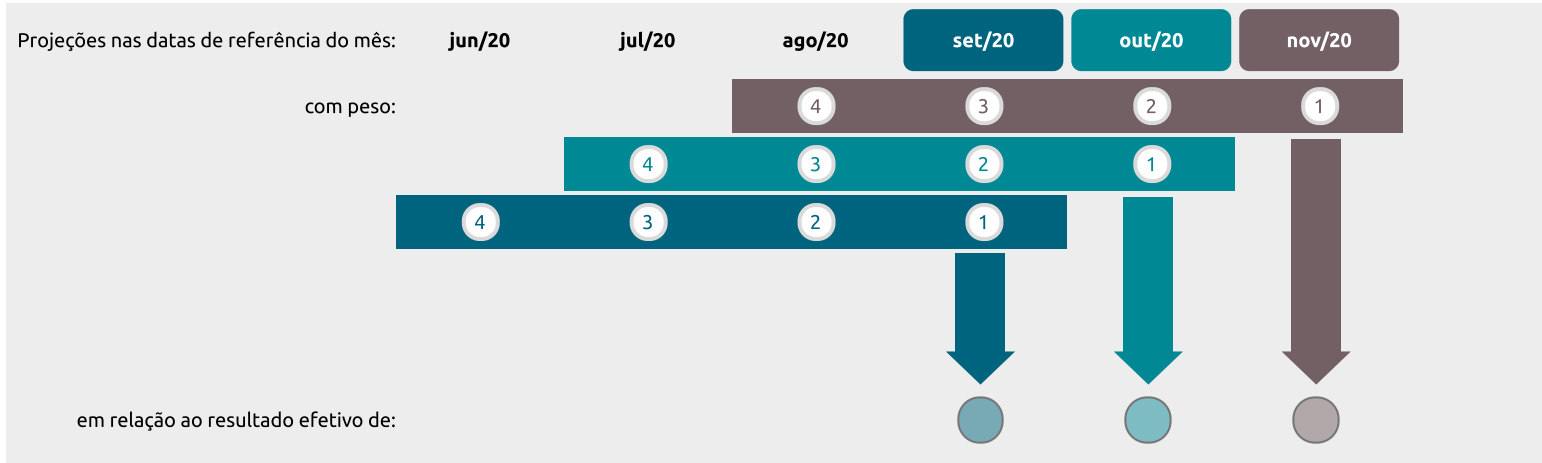 Projeções nas datas de referência do mês: jun/20 jul/20 ago/20 set/20 out/20 nov/20
com peso: 4 3 2 1
4 3 2 1
4 3 2 1
em relação ao resultado efetivo de: